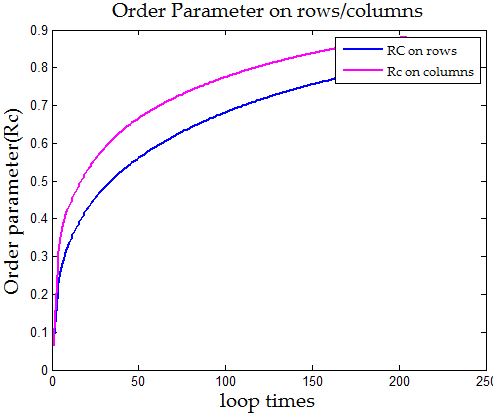 Order Parameter on rows/columns
0.9
0.8
0.7
0.6
0.5
0.4
0.3
0.2
0.1
0
Order parameter(Rc)
RC on rows
Rc on columns
0 50 100 150 200 250
loop times